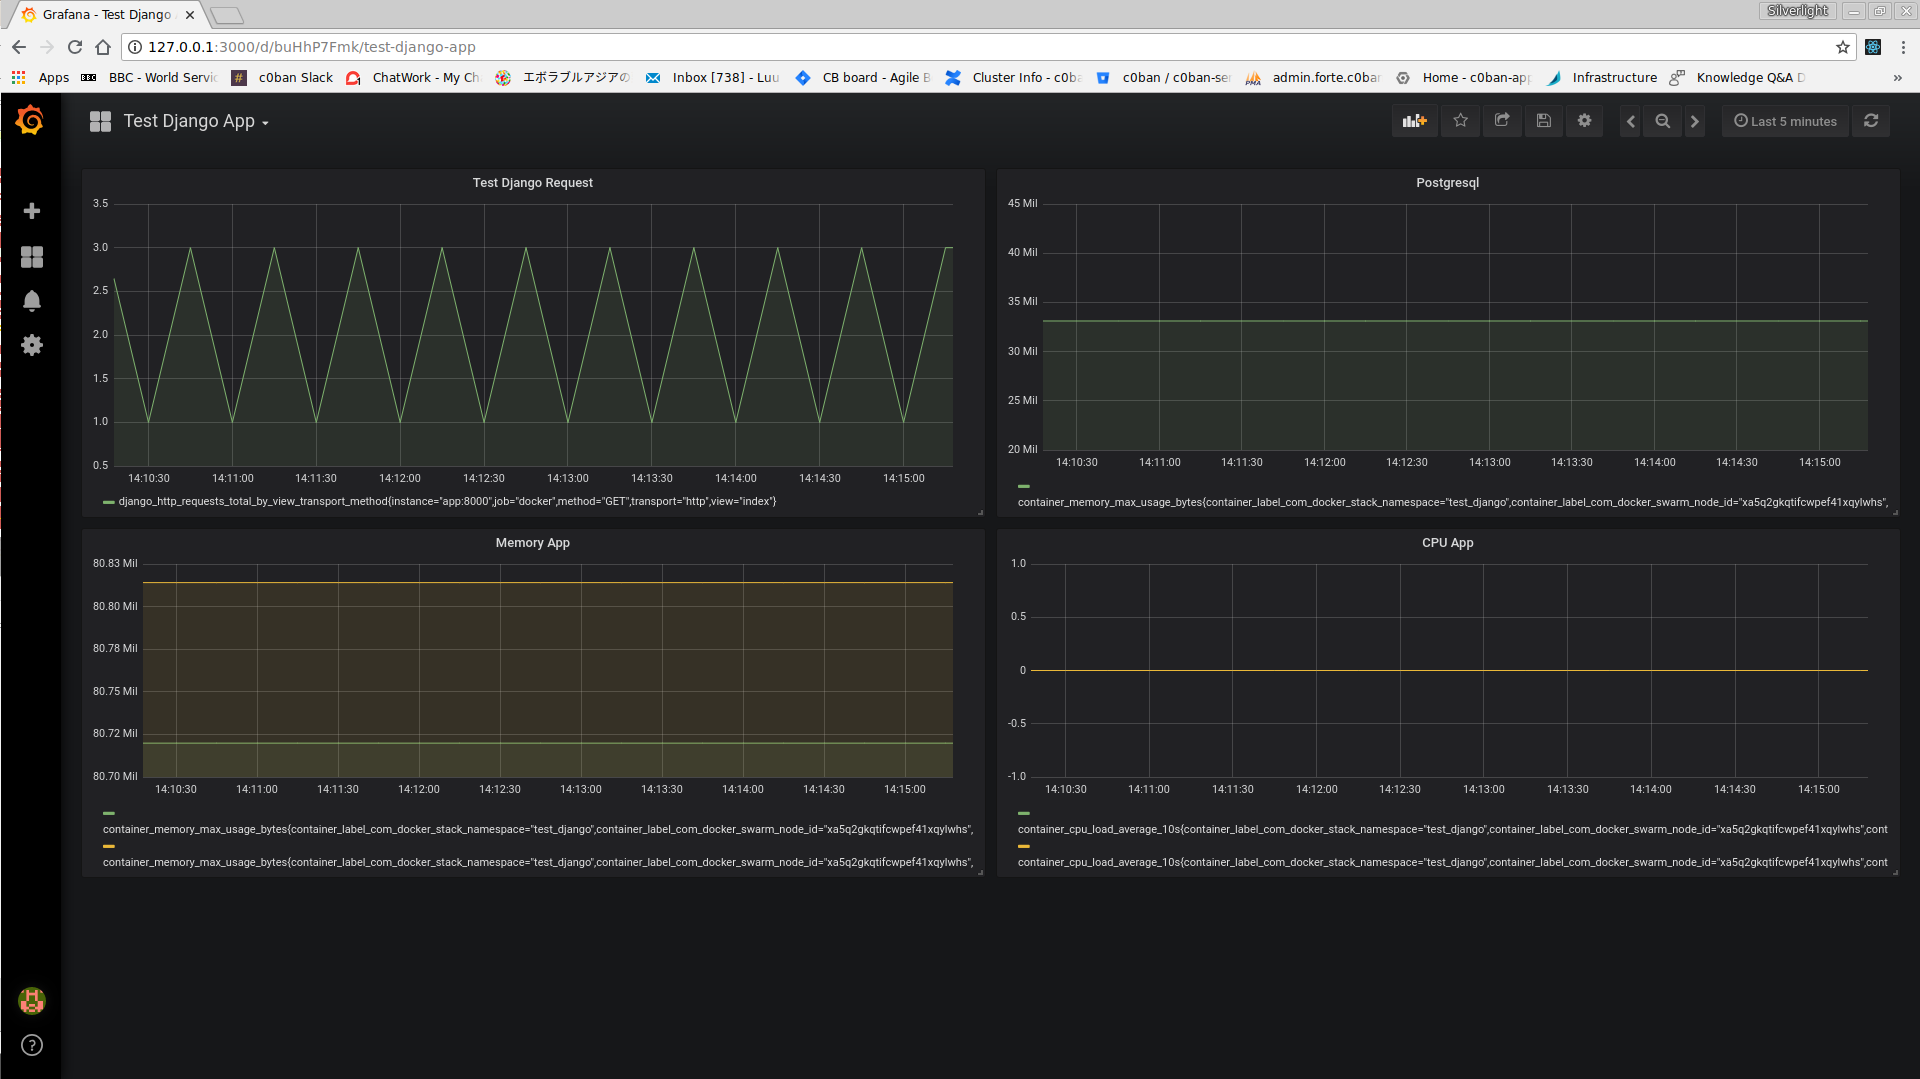 Grafana - Test Django
Silverlight
127.0.0.1:3000/d/buHhP7Fmk/test-django-app
Apps BBC BBC - World Servic c0ban Slack ChatWork - My Ch エボラブルアジアの Inbox [738] - Luu CB board - Agile B Cluster Info - c0ba c0ban / c0ban-se PMA admin.forte.c0bar Home - c0ban-app Infrastructure Knowledge Q&A D »
Test Django App
Last 5 minutes
Test Django Request
3.5
3.0
2.5
2.0
1.5
1.0
0.5
14:10:30 14:11:00 14:11:30 14:12:00 14:12:30 14:13:00 14:13:30 14:14:00 14:14:30 14:15:00
django_http_requests_total_by_view_transport_method{instance="app:8000",job="docker",method="GET",transport="http",view="index"}
Postgresql
45 Mil
40 Mil
35 Mil
30 Mil
25 Mil
20 Mil
14:10:30 14:11:00 14:11:30 14:12:00 14:12:30 14:13:00 14:13:30 14:14:00 14:14:30 14:15:00
container_memory_max_usage_bytes{container_label_com_docker_stack_namespace="test_django",container_label_com_docker_swarm_node_id="xa5q2gkqtifcwpef41xqylwhs",
Memory App
80.83 Mil
80.80 Mil
80.78 Mil
80.75 Mil
80.72 Mil
80.70 Mil
14:10:30 14:11:00 14:11:30 14:12:00 14:12:30 14:13:00 14:13:30 14:14:00 14:14:30 14:15:00
container_memory_max_usage_bytes{container_label_com_docker_stack_namespace="test_django",container_label_com_docker_swarm_node_id="xa5q2gkqtifcwpef41xqylwhs",
container_memory_max_usage_bytes{container_label_com_docker_stack_namespace="test_django",container_label_com_docker_swarm_node_id="xa5q2gkqtifcwpef41xqylwhs",
CPU App
1.0
0.5
0
-0.5
-1.0
14:10:30 14:11:00 14:11:30 14:12:00 14:12:30 14:13:00 14:13:30 14:14:00 14:14:30 14:15:00
container_cpu_load_average_10s{container_label_com_docker_stack_namespace="test_django",container_label_com_docker_swarm_node_id="xa5q2gkqtifcwpef41xqylwhs",cont
container_cpu_load_average_10s{container_label_com_docker_stack_namespace="test_django",container_label_com_docker_swarm_node_id="xa5q2gkqtifcwpef41xqylwhs",cont